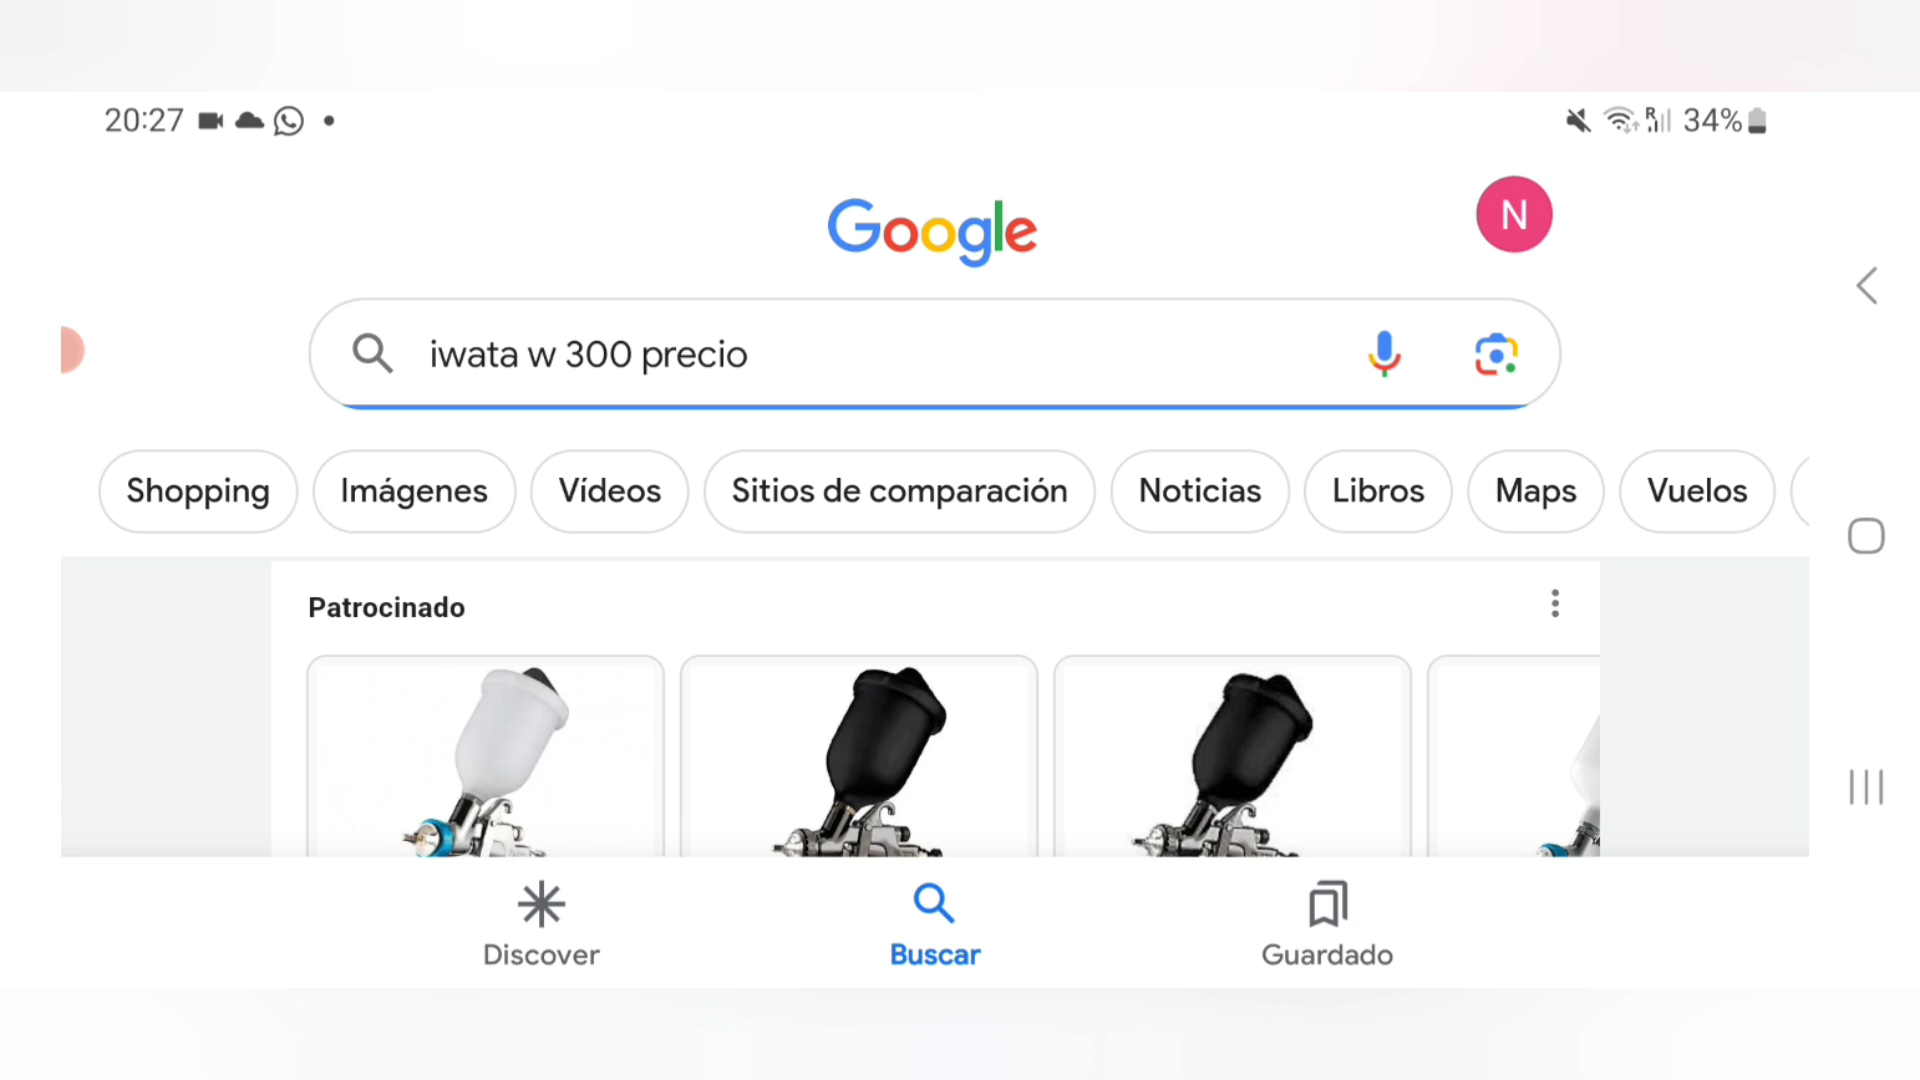 20:27
R 34%
Google
N
iwata w 300 precio
Shopping Imágenes Vídeos Sitios de comparación Noticias Libros Maps Vuelos
Patrocinado
Discover Buscar Guardado